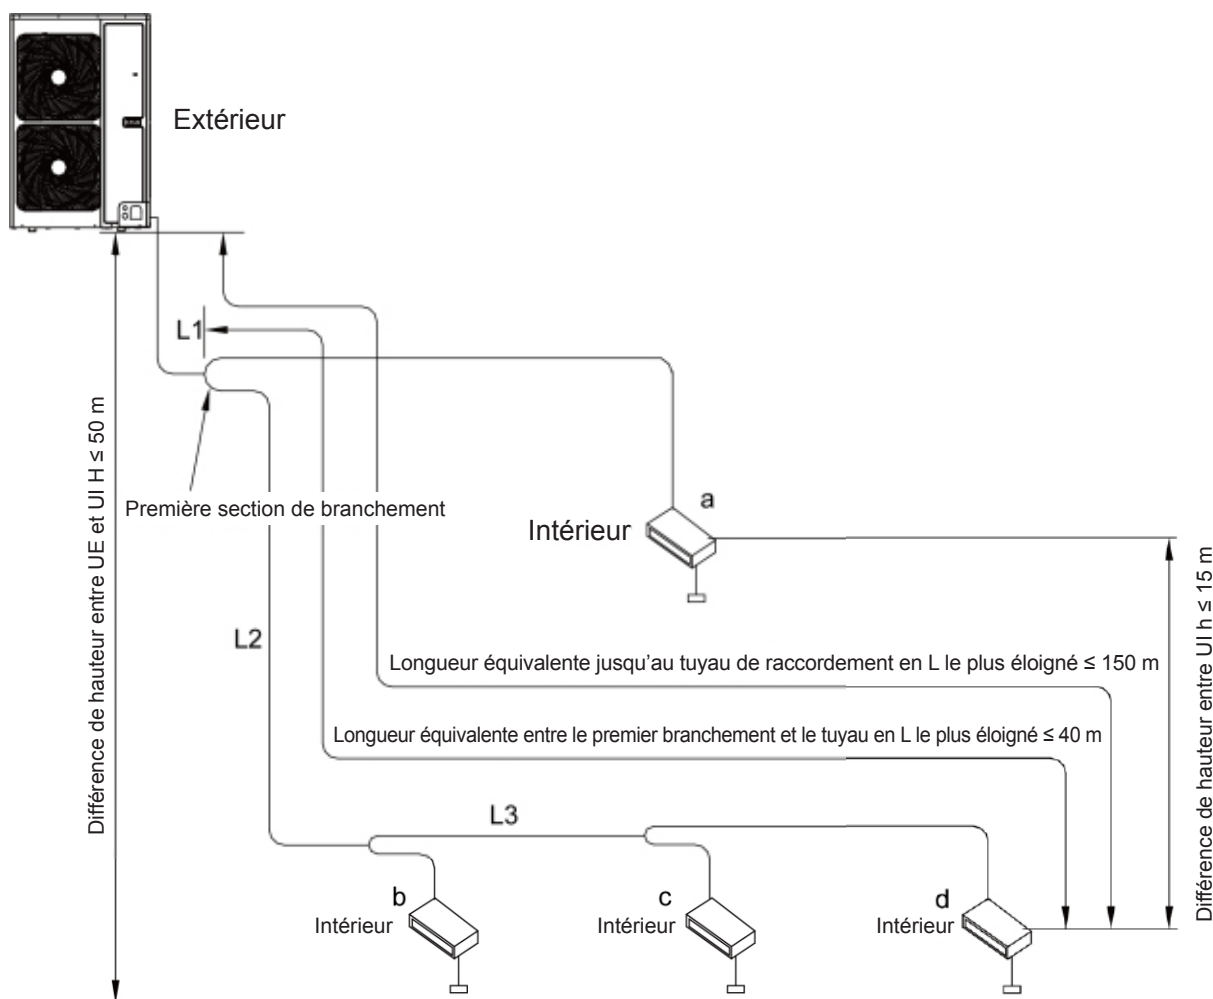 Extérieur
L1
Première section de branchement
Différence de hauteur entre UE et UI H ≤ 50 m
a
Intérieur
L2
Longueur équivalente jusqu'au tuyau de raccordement en L le plus éloigné ≤ 150 m
Longueur équivalente entre le premier branchement et le tuyau en L le plus éloigné ≤ 40 m
Différence de hauteur entre UI h ≤ 15 m
L3
b
Intérieur
c
Intérieur
d
Intérieur